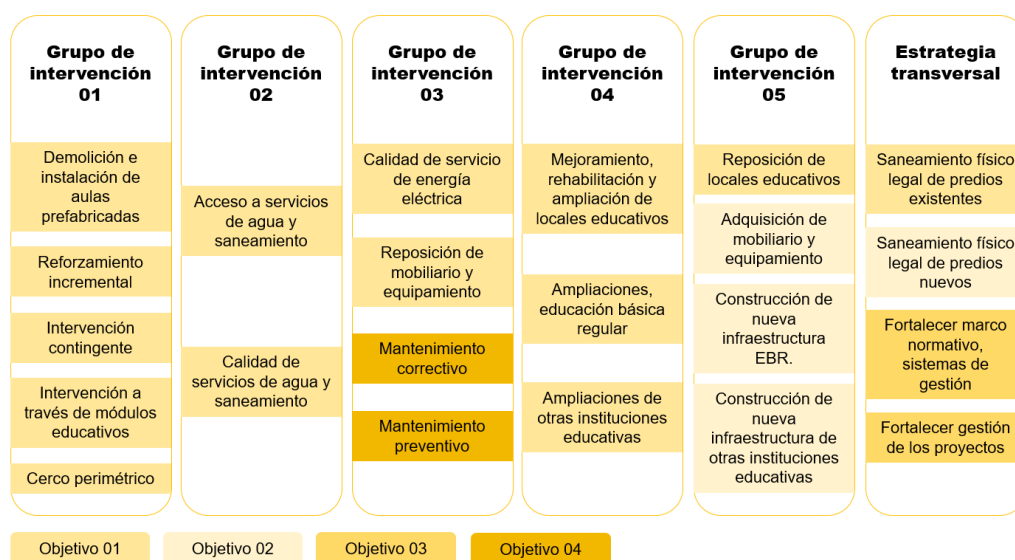 Grupo de
intervención
01
Demolición e
instalación de
aulas
prefabricadas
Reforzamiento
incremental
Intervención
contingente
Intervención a
través de módulos
educativos
Cerco perimétrico
Grupo de
intervención
02
Acceso a servicios
de agua y
saneamiento
Calidad de
servicios de agua y
saneamiento
Grupo de
intervención
03
Calidad de servicio
de energía
eléctrica
Reposición de
mobiliario y
equipamiento
Mantenimiento
correctivo
Mantenimiento
preventivo
Grupo de
intervención
04
Mejoramiento,
rehabilitación y
ampliación de
locales educativos
Ampliaciones,
educación básica
regular
Ampliaciones de
otras instituciones
educativas
Grupo de
intervención
05
Reposición de
locales educativos
Adquisición de
mobiliario y
equipamiento
Construcción de
nueva
infraestructura
EBR.
Construcción de
nueva
infraestructura de
otras instituciones
educativas
Estrategia
transversal
Saneamiento físico
legal de predios
existentes
Saneamiento físico
legal de predios
nuevos
Fortalecer marco
normativo,
sistemas de
gestión
Fortalecer gestión
de los proyectos
Objetivo 01
Objetivo 02
Objetivo 03
Objetivo 04